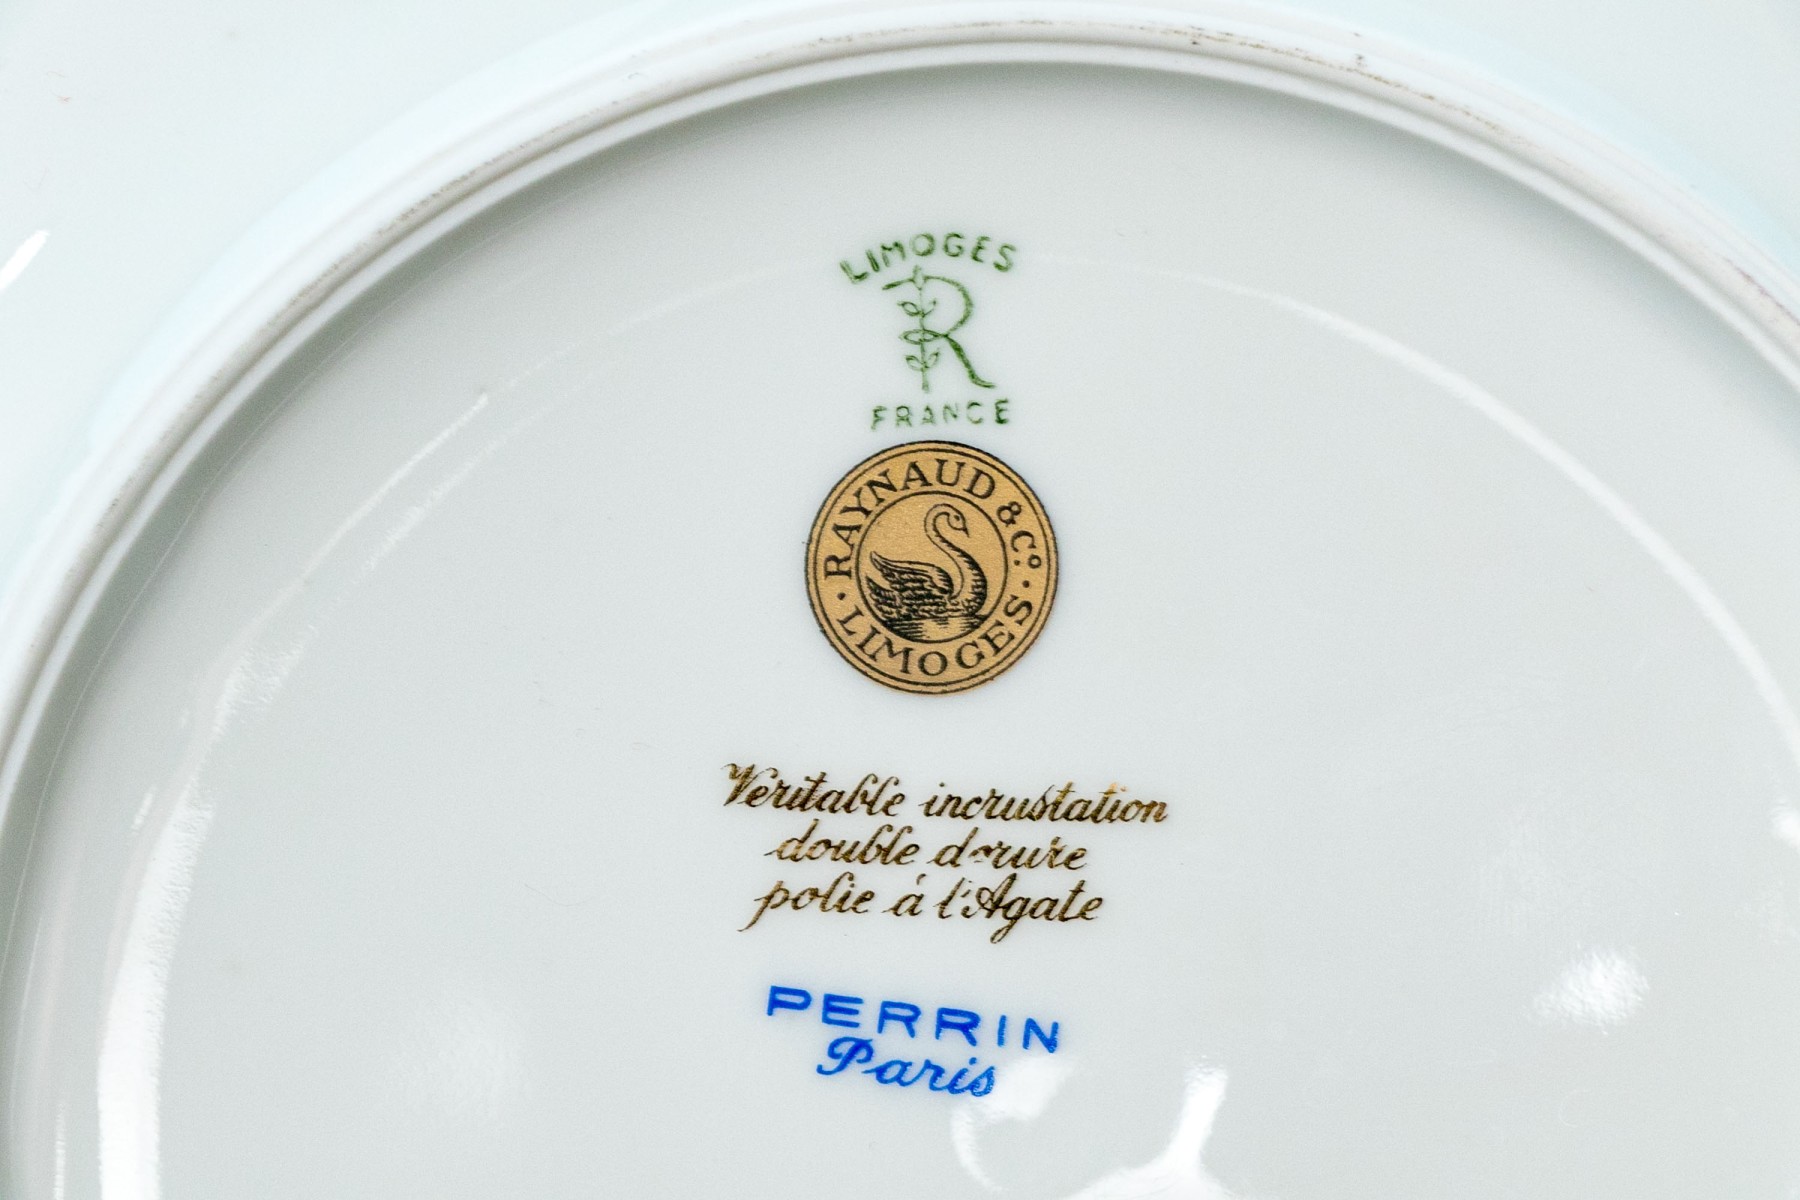 LIMOGES
R
FRANCE
RAYNAUD & Cº
LIMOGES
Veritable incrustation
double dorure
polie á l'Agate
PERRIN
Paris